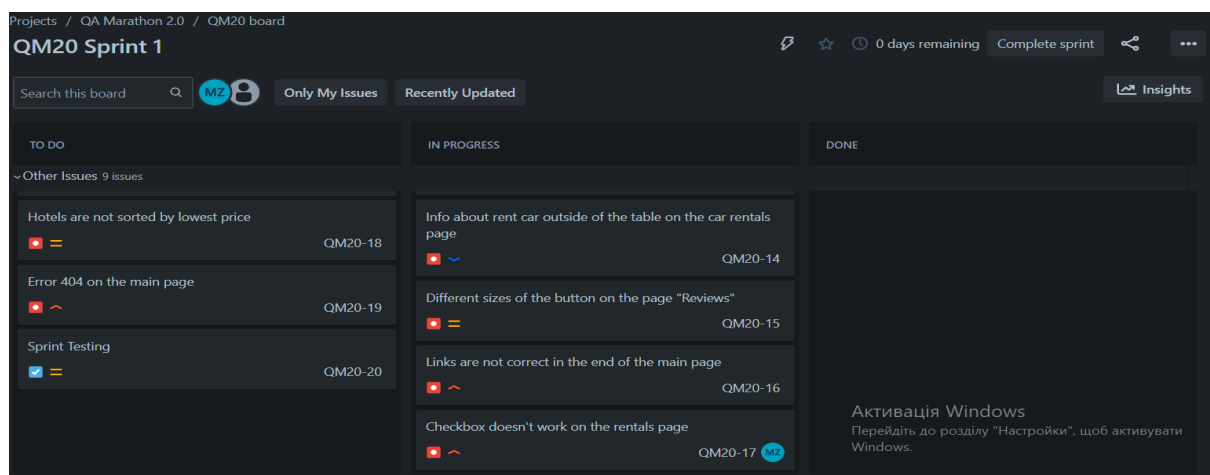 Projects / QA Marathon 2.0 / QM20 board
QM20 Sprint 1
0 days remaining Complete sprint
Search this board MZ Only My Issues Recently Updated Insights
TO DO IN PROGRESS DONE
Other Issues 9 issues
Hotels are not sorted by lowest price
QM20-18
Error 404 on the main page
QM20-19
Sprint Testing
QM20-20
Info about rent car outside of the table on the car rentals
page
QM20-14
Different sizes of the button on the page "Reviews"
QM20-15
Links are not correct in the end of the main page
QM20-16
Checkbox doesn't work on the rentals page
QM20-17 MZ
Активація Windows
Перейдіть до розділу "Настройки", щоб активувати
Windows.